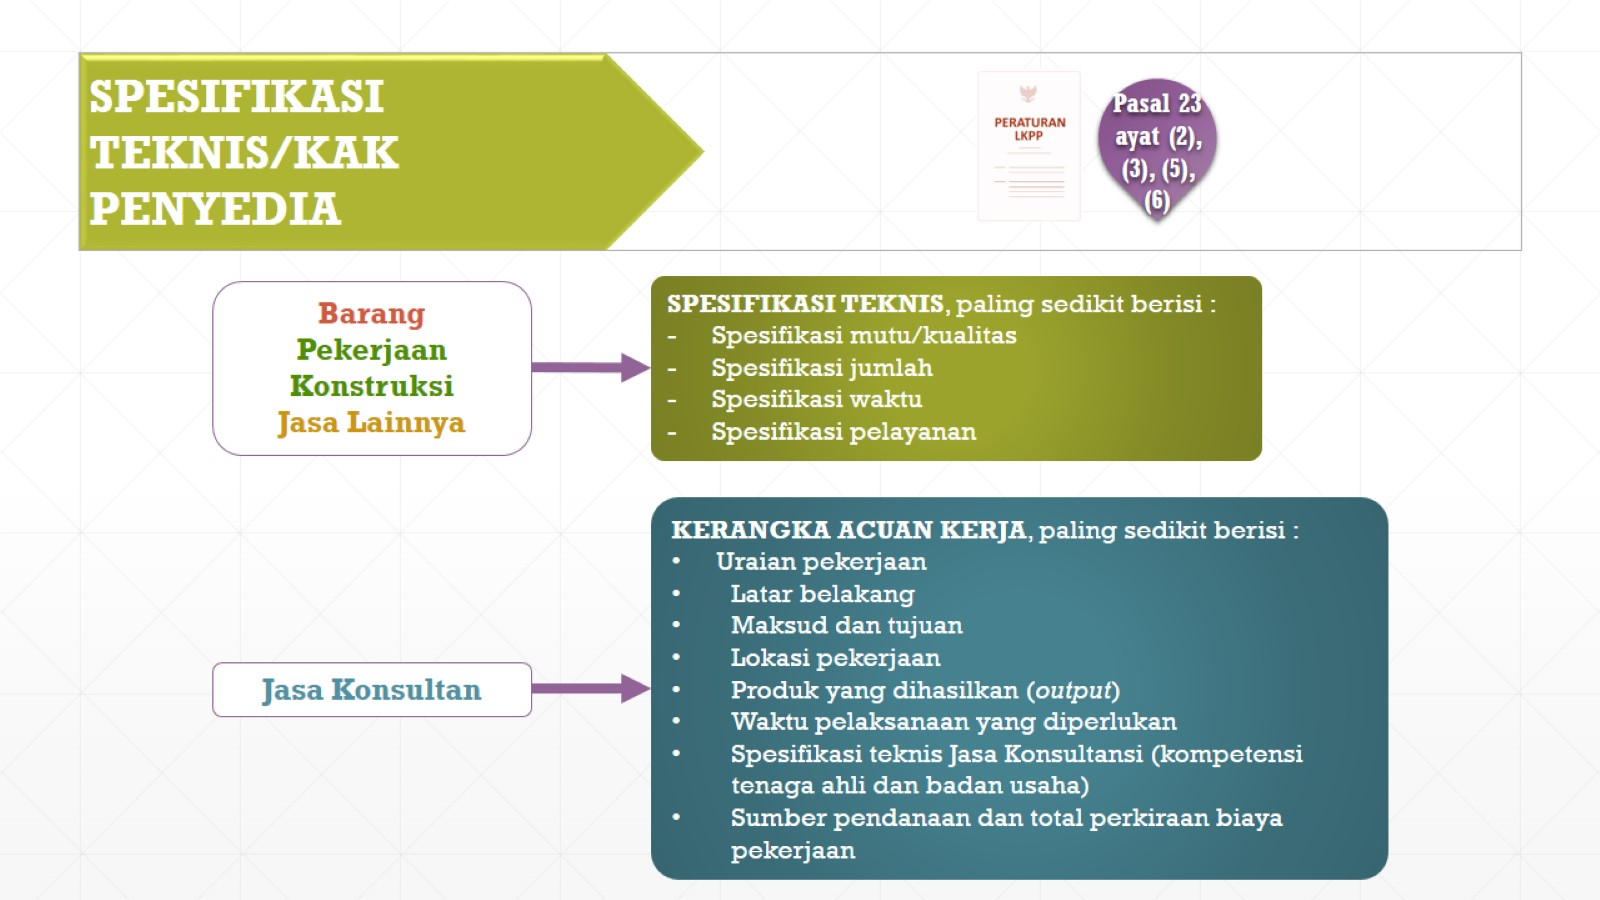 SPESIFIKASI
TEKNIS/KAK
PENYEDIA
PERATURAN
LKPP
Pasal 23
ayat (2),
(3), (5),
(6)
Barang
Pekerjaan
Konstruksi
Jasa Lainnya
SPESIFIKASI TEKNIS, paling sedikit berisi :
- Spesifikasi mutu/kualitas
- Spesifikasi jumlah
- Spesifikasi waktu
- Spesifikasi pelayanan
Jasa Konsultan
KERANGKA ACUAN KERJA, paling sedikit berisi :
• Uraian pekerjaan
• Latar belakang
• Maksud dan tujuan
• Lokasi pekerjaan
• Produk yang dihasilkan (output)
• Waktu pelaksanaan yang diperlukan
• Spesifikasi teknis Jasa Konsultansi (kompetensi
tenaga ahli dan badan usaha)
• Sumber pendanaan dan total perkiraan biaya
pekerjaan